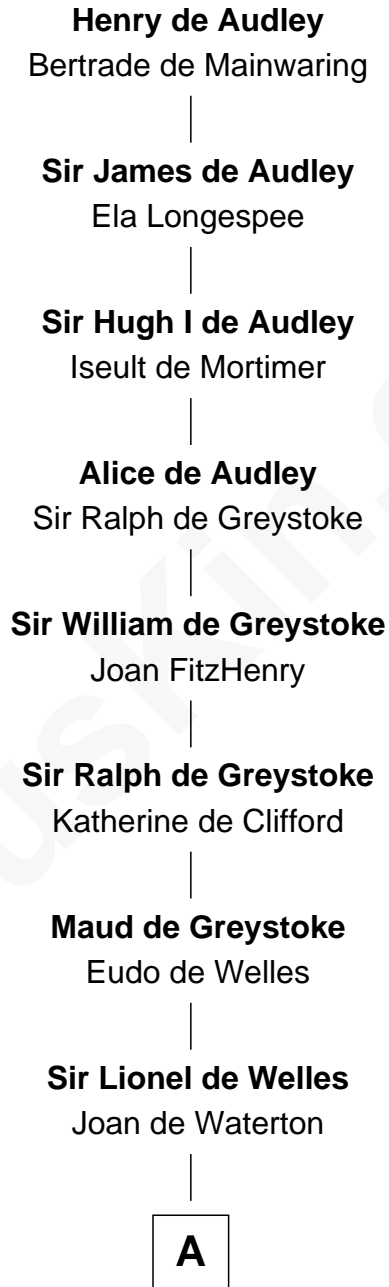 Henry de Audley
Bertrade de Mainwaring
Sir James de Audley
Ela Longespee
Sir Hugh I de Audley
Iseult de Mortimer
Alice de Audley
Sir Ralph de Greystoke
Sir William de Greystoke
Joan FitzHenry
Sir Ralph de Greystoke
Katherine de Clifford
Maud de Greystoke
Eudo de Welles
Sir Lionel de Welles
Joan de Waterton
A